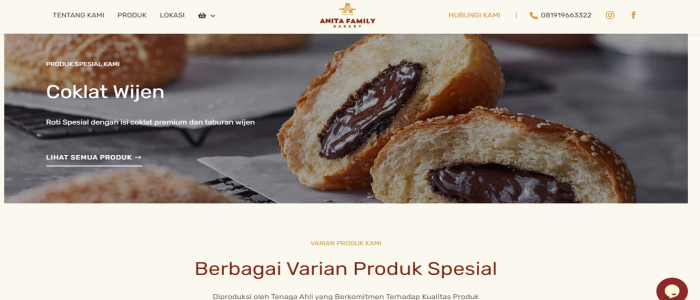 TENTANG KAMI PRODUK LOKASI
ANITA FAMILY
BAKERY
HUBUNGI KAMI | 081919663322
PRODUK SPESIAL KAMI
Coklat Wijen
Roti Spesial dengan isi coklat premium dan taburan wijen
LIHAT SEMUA PRODUK →
VARIAN PRODUK KAMI
Berbagai Varian Produk Spesial
Diproduksi oleh Tenaga Ahli yang Berkomitmen Terhadap Kualitas Produk